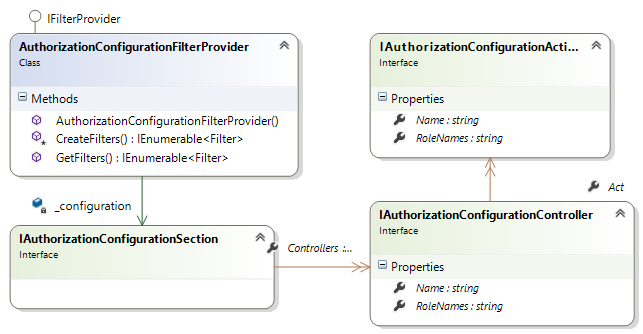 IFilterProvider
AuthorizationConfigurationFilterProvider
Class
Methods
AuthorizationConfigurationFilterProvider()
CreateFilters() : IEnumerable<Filter>
GetFilters() : IEnumerable<Filter>
_configuration
IAuthorizationConfigurationSection
Interface
Controllers :...
IAuthorizationConfigurationActi...
Interface
Properties
Name : string
RoleNames : string
Act
IAuthorizationConfigurationController
Interface
Properties
Name : string
RoleNames : string